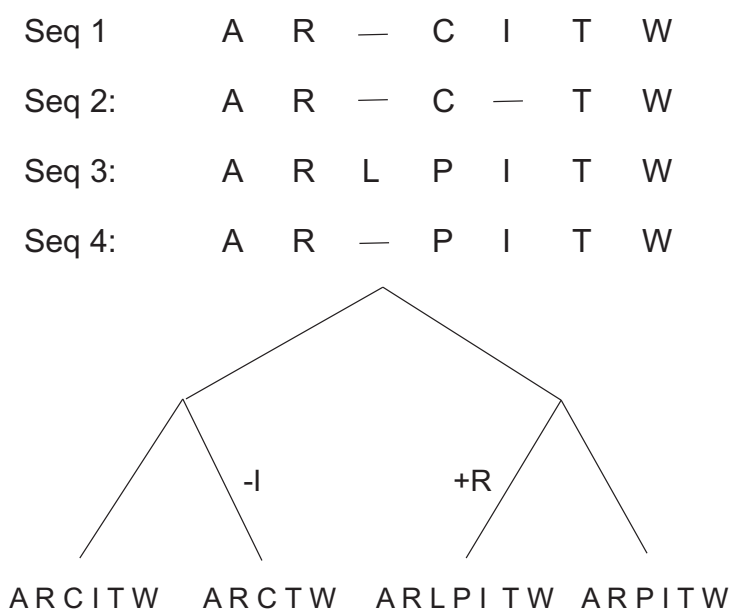 Seq 1 A R — C I T W
Seq 2: A R — C — T W
Seq 3: A R L P I T W
Seq 4: A R — P I T W
-I +R
A R C I T W A R C T W A R L P I T W A R P I T W